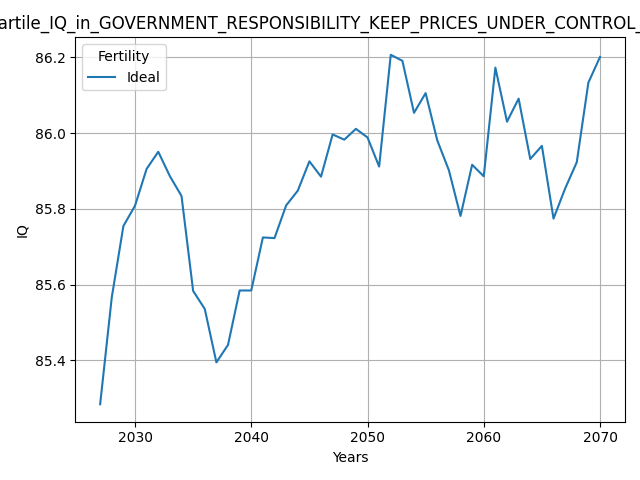 artile_IQ_in_GOVERNMENT_RESPONSIBILITY_KEEP_PRICES_UNDER_CONTROL_
Fertility
Ideal
86.2
86.0
85.8
85.6
85.4
IQ
2030 2040 2050 2060 2070
Years